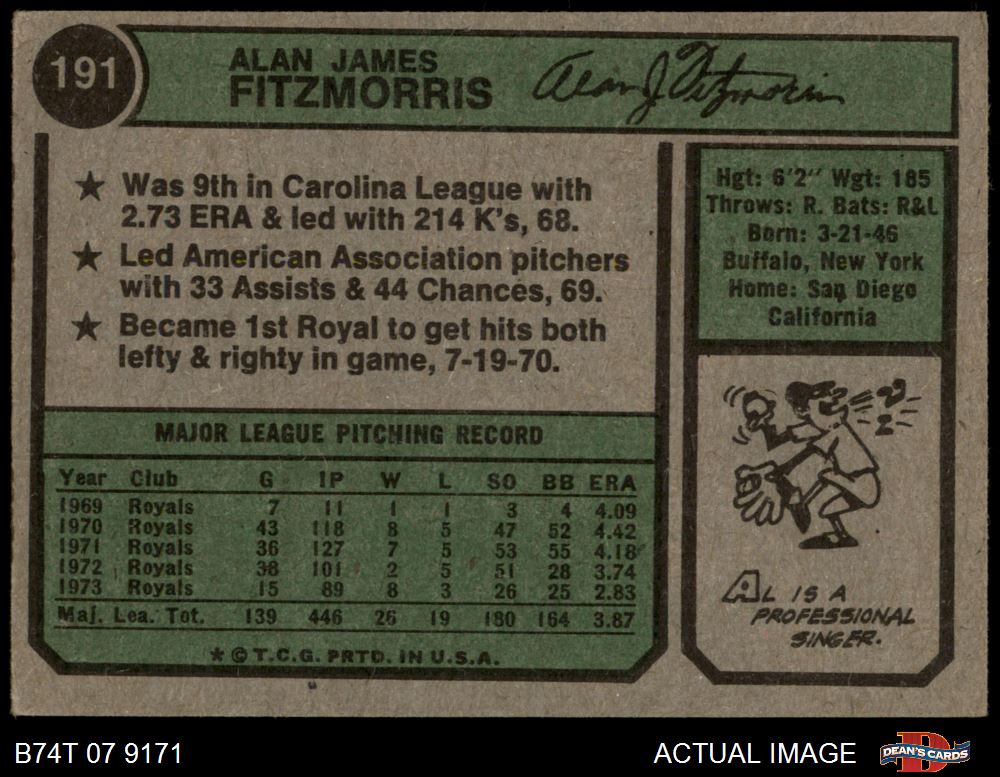 191
ALAN JAMES
FITZMORRIS
Alan J. Fitzmorris
★ Was 9th in Carolina League with
2.73 ERA & led with 214 K's, 68.
★ Led American Association pitchers
with 33 Assists & 44 Chances, 69.
★ Became 1st Royal to get hits both
lefty & righty in game, 7-19-70.
Hgt: 6'2" Wgt: 185
Throws: R. Bats: R&L
Born: 3-21-46
Buffalo, New York
Home: San Diego
California
MAJOR LEAGUE PITCHING RECORD
Year Club G IP W L SO BB ERA
1969 Royals 7 11 1 1 3 4 4.09
1970 Royals 43 118 8 5 47 52 4.42
1971 Royals 36 127 7 5 53 55 4.18
1972 Royals 38 101 2 5 51 28 3.74
1973 Royals 15 89 8 3 26 25 2.83
Maj. Lea. Tot. 139 446 26 19 180 164 3.87
★ © T.C.G. PRTD. IN U.S.A.
AL IS A
PROFESSIONAL
SINGER.
B74T 07 9171
ACTUAL IMAGE
DEAN'S CARDS